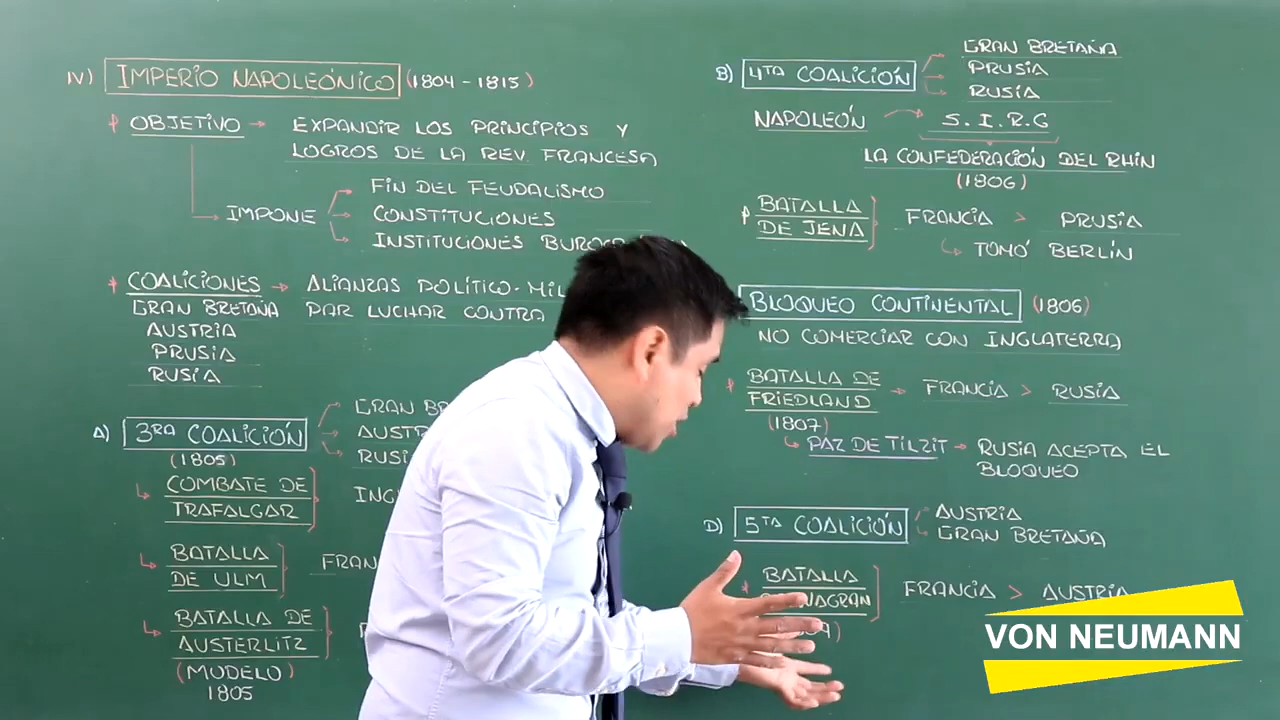 IV) IMPERIO NAPOLEÓNICO (1804 - 1815)
* OBJETIVO → EXPANDIR LOS PRINCIPIOS Y
LOGROS DE LA REV. FRANCESA
IMPONE → FIN DEL FEUDALISMO
→ CONSTITUCIONES
→ INSTITUCIONES
* COALICIONES → ALIANZAS POLÍTICO-MIL
GRAN BRETAÑA PAR LUCHAR CONTRA
AUSTRIA
PRUSIA
RUSIA
A) 3RA COALICIÓN
(1805)
GRAN BR
AUSTR
RUSI
COMBATE DE
TRAFALGAR
ING
BATALLA
DE ULM
FRAN
BATALLA DE
AUSTERLITZ
(MODELO)
1805
B) 4TA COALICIÓN
GRAN BRETAÑA
PRUSIA
RUSIA
NAPOLEÓN → S.I.R.G
LA CONFEDERACIÓN DEL RHIN
(1806)
* BATALLA
DE JENA
FRANCIA > PRUSIA
TOMÓ BERLÍN
BLOQUEO CONTINENTAL (1806)
NO COMERCIAR CON INGLATERRA
* BATALLA DE
FRIEDLAND → FRANCIA > RUSIA
(1807)
PAZ DE TILZIT → RUSIA ACEPTA EL
BLOQUEO
D) 5TA COALICIÓN
AUSTRIA
GRAN BRETAÑA
* BATALLA
AGRAN
FRANCIA > AUSTRIA
VON NEUMANN